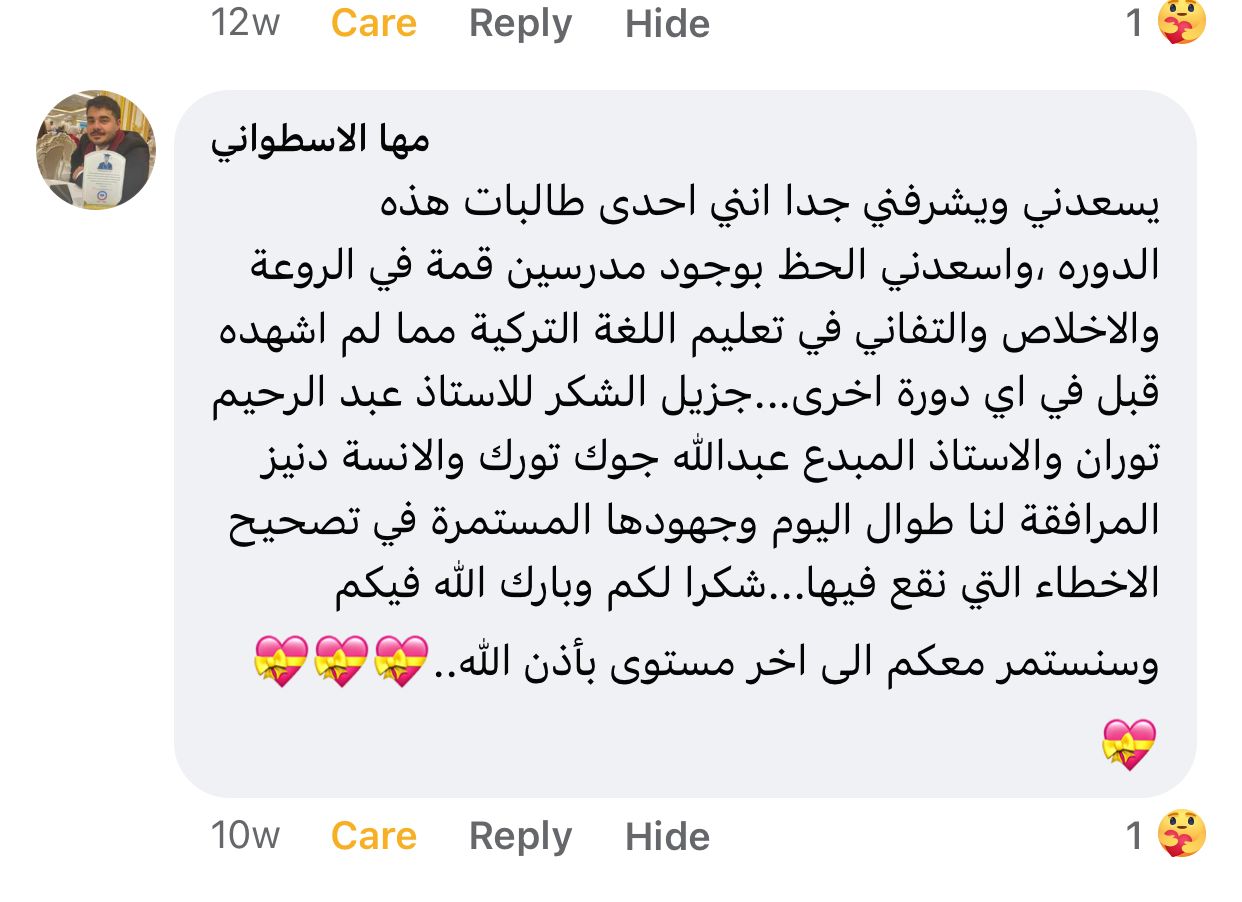 12w Care Reply Hide 1
مها الاسطواني
يسعدني ويشرفني جدا انني احدى طالبات هذه
الدوره ،واسعدني الحظ بوجود مدرسين قمة في الروعة
والاخلاص والتفاني في تعليم اللغة التركية مما لم اشهده
قبل في اي دورة اخرى...جزيل الشكر للاستاذ عبد الرحيم
توران والاستاذ المبدع عبدالله جوك تورك والانسة دنيز
المرافقة لنا طوال اليوم وجهودها المستمرة في تصحيح
الاخطاء التي نقع فيها...شكرا لكم وبارك الله فيكم
وسنستمر معكم الى اخر مستوى بأذن الله..💝💝💝
💝
10w Care Reply Hide 1